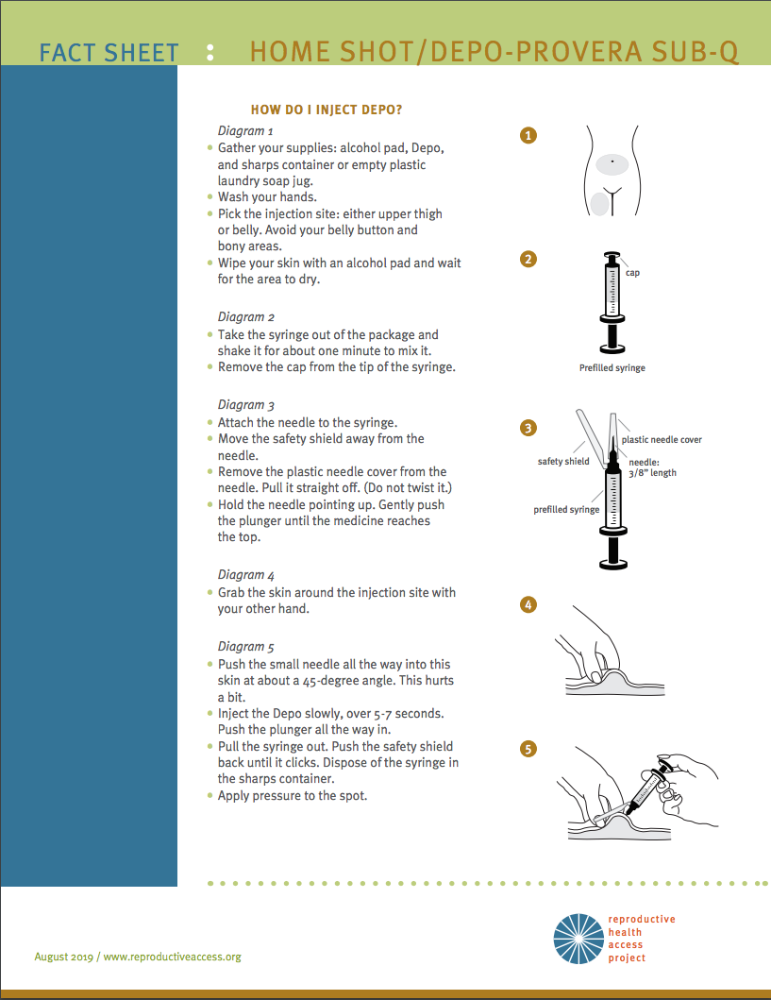 FACT SHEET : HOME SHOT/DEPO-PROVERA SUB-Q
HOW DO I INJECT DEPO?
Diagram 1
• Gather your supplies: alcohol pad, Depo,
and sharps container or empty plastic
laundry soap jug.
• Wash your hands.
• Pick the injection site: either upper thigh
or belly. Avoid your belly button and
bony areas.
• Wipe your skin with an alcohol pad and wait
for the area to dry.
Diagram 2
• Take the syringe out of the package and
shake it for about one minute to mix it.
• Remove the cap from the tip of the syringe.
Diagram 3
• Attach the needle to the syringe.
• Move the safety shield away from the
needle.
• Remove the plastic needle cover from the
needle. Pull it straight off. (Do not twist it.)
• Hold the needle pointing up. Gently push
the plunger until the medicine reaches
the top.
Diagram 4
• Grab the skin around the injection site with
your other hand.
Diagram 5
• Push the small needle all the way into this
skin at about a 45-degree angle. This hurts
a bit.
• Inject the Depo slowly, over 5-7 seconds.
Push the plunger all the way in.
• Pull the syringe out. Push the safety shield
back until it clicks. Dispose of the syringe in
the sharps container.
• Apply pressure to the spot.
1
2
cap
Prefilled syringe
3
plastic needle cover
safety shield
needle:
3/8" length
prefilled syringe
4
5
reproductive
health
access
project
August 2019 / www.reproductiveaccess.org